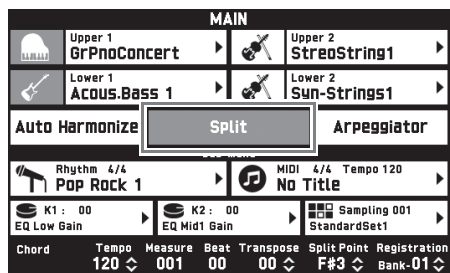 MAIN
Upper 1
GrPnoConcert
Upper 2
StreoString1
Lower 1
Acous.Bass 1
Lower 2
Syn-Strings1
Auto Harmonize
Split
Arpeggiator
Rhythm 4/4
Pop Rock 1
MIDI 4/4 Tempo 120
No Title
K1 : 00
EQ Low Gain
K2 : 00
EQ Mid1 Gain
Sampling 001
StandardSet1
Chord Tempo Measure Beat Transpose Split Point Registration
120 001 00 00 F#3 Bank-01